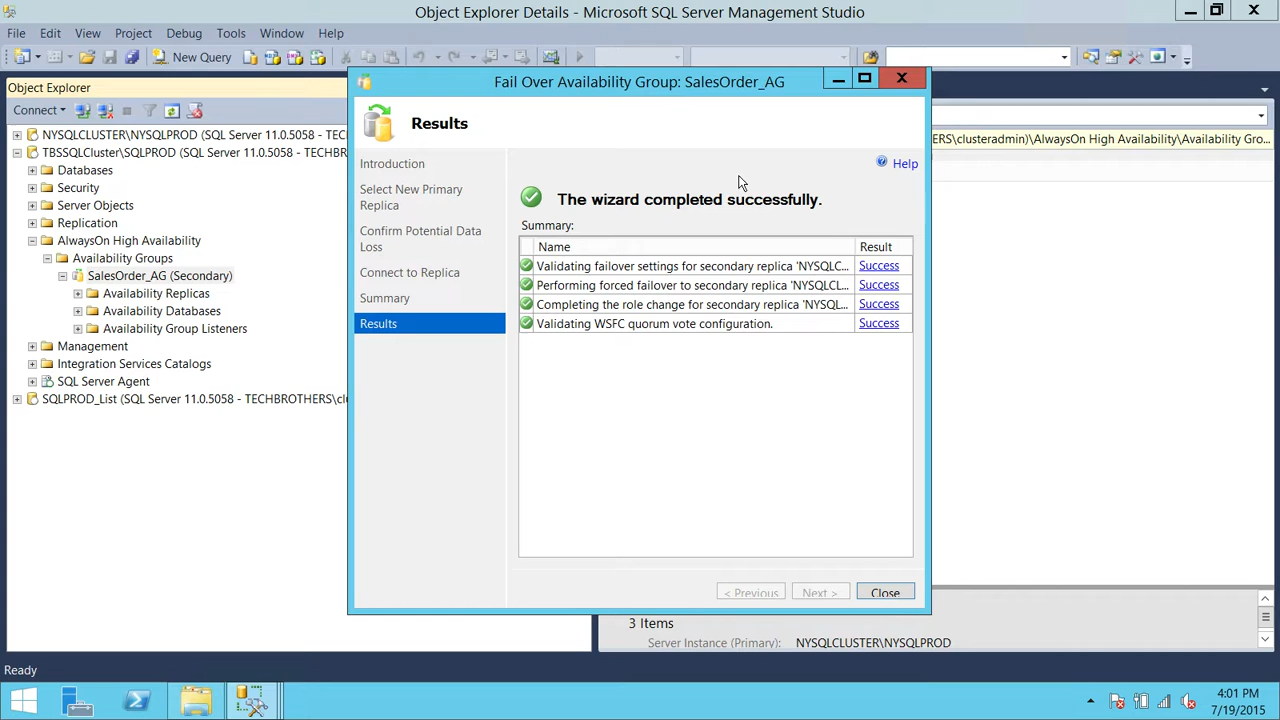 Object Explorer Details - Microsoft SQL Server Management Studio
File Edit View Project Debug Tools Window Help
New Query
Object Explorer
Connect
NYSQLCLUSTER\NYSQLPROD (SQL Server 11.0.5058 - TECH
TBSSQLCluster\SQLPROD (SQL Server 11.0.5058 - TECHBR
Databases
Security
Server Objects
Replication
AlwaysOn High Availability
Availability Groups
SalesOrder_AG (Secondary)
Availability Replicas
Availability Databases
Availability Group Listeners
Management
Integration Services Catalogs
SQL Server Agent
SQLPROD_List (SQL Server 11.0.5058 - TECHBROTHERS\clu
Fail Over Availability Group: SalesOrder_AG
Results
Introduction
Select New Primary
Replica
Confirm Potential Data
Loss
Connect to Replica
Summary
Results
Help
The wizard completed successfully.
Summary:
Name Result
Validating failover settings for secondary replica 'NYSQLC... Success
Performing forced failover to secondary replica 'NYSQLCL... Success
Completing the role change for secondary replica 'NYSQL... Success
Validating WSFC quorum vote configuration. Success
< Previous Next > Close
ERS\clusteradmin)\AlwaysOn High Availability\Availability Gro...
3 Items
Server Instance (Primary): NYSQLCLUSTER\NYSQLPROD
Ready
4:01 PM
7/19/2015